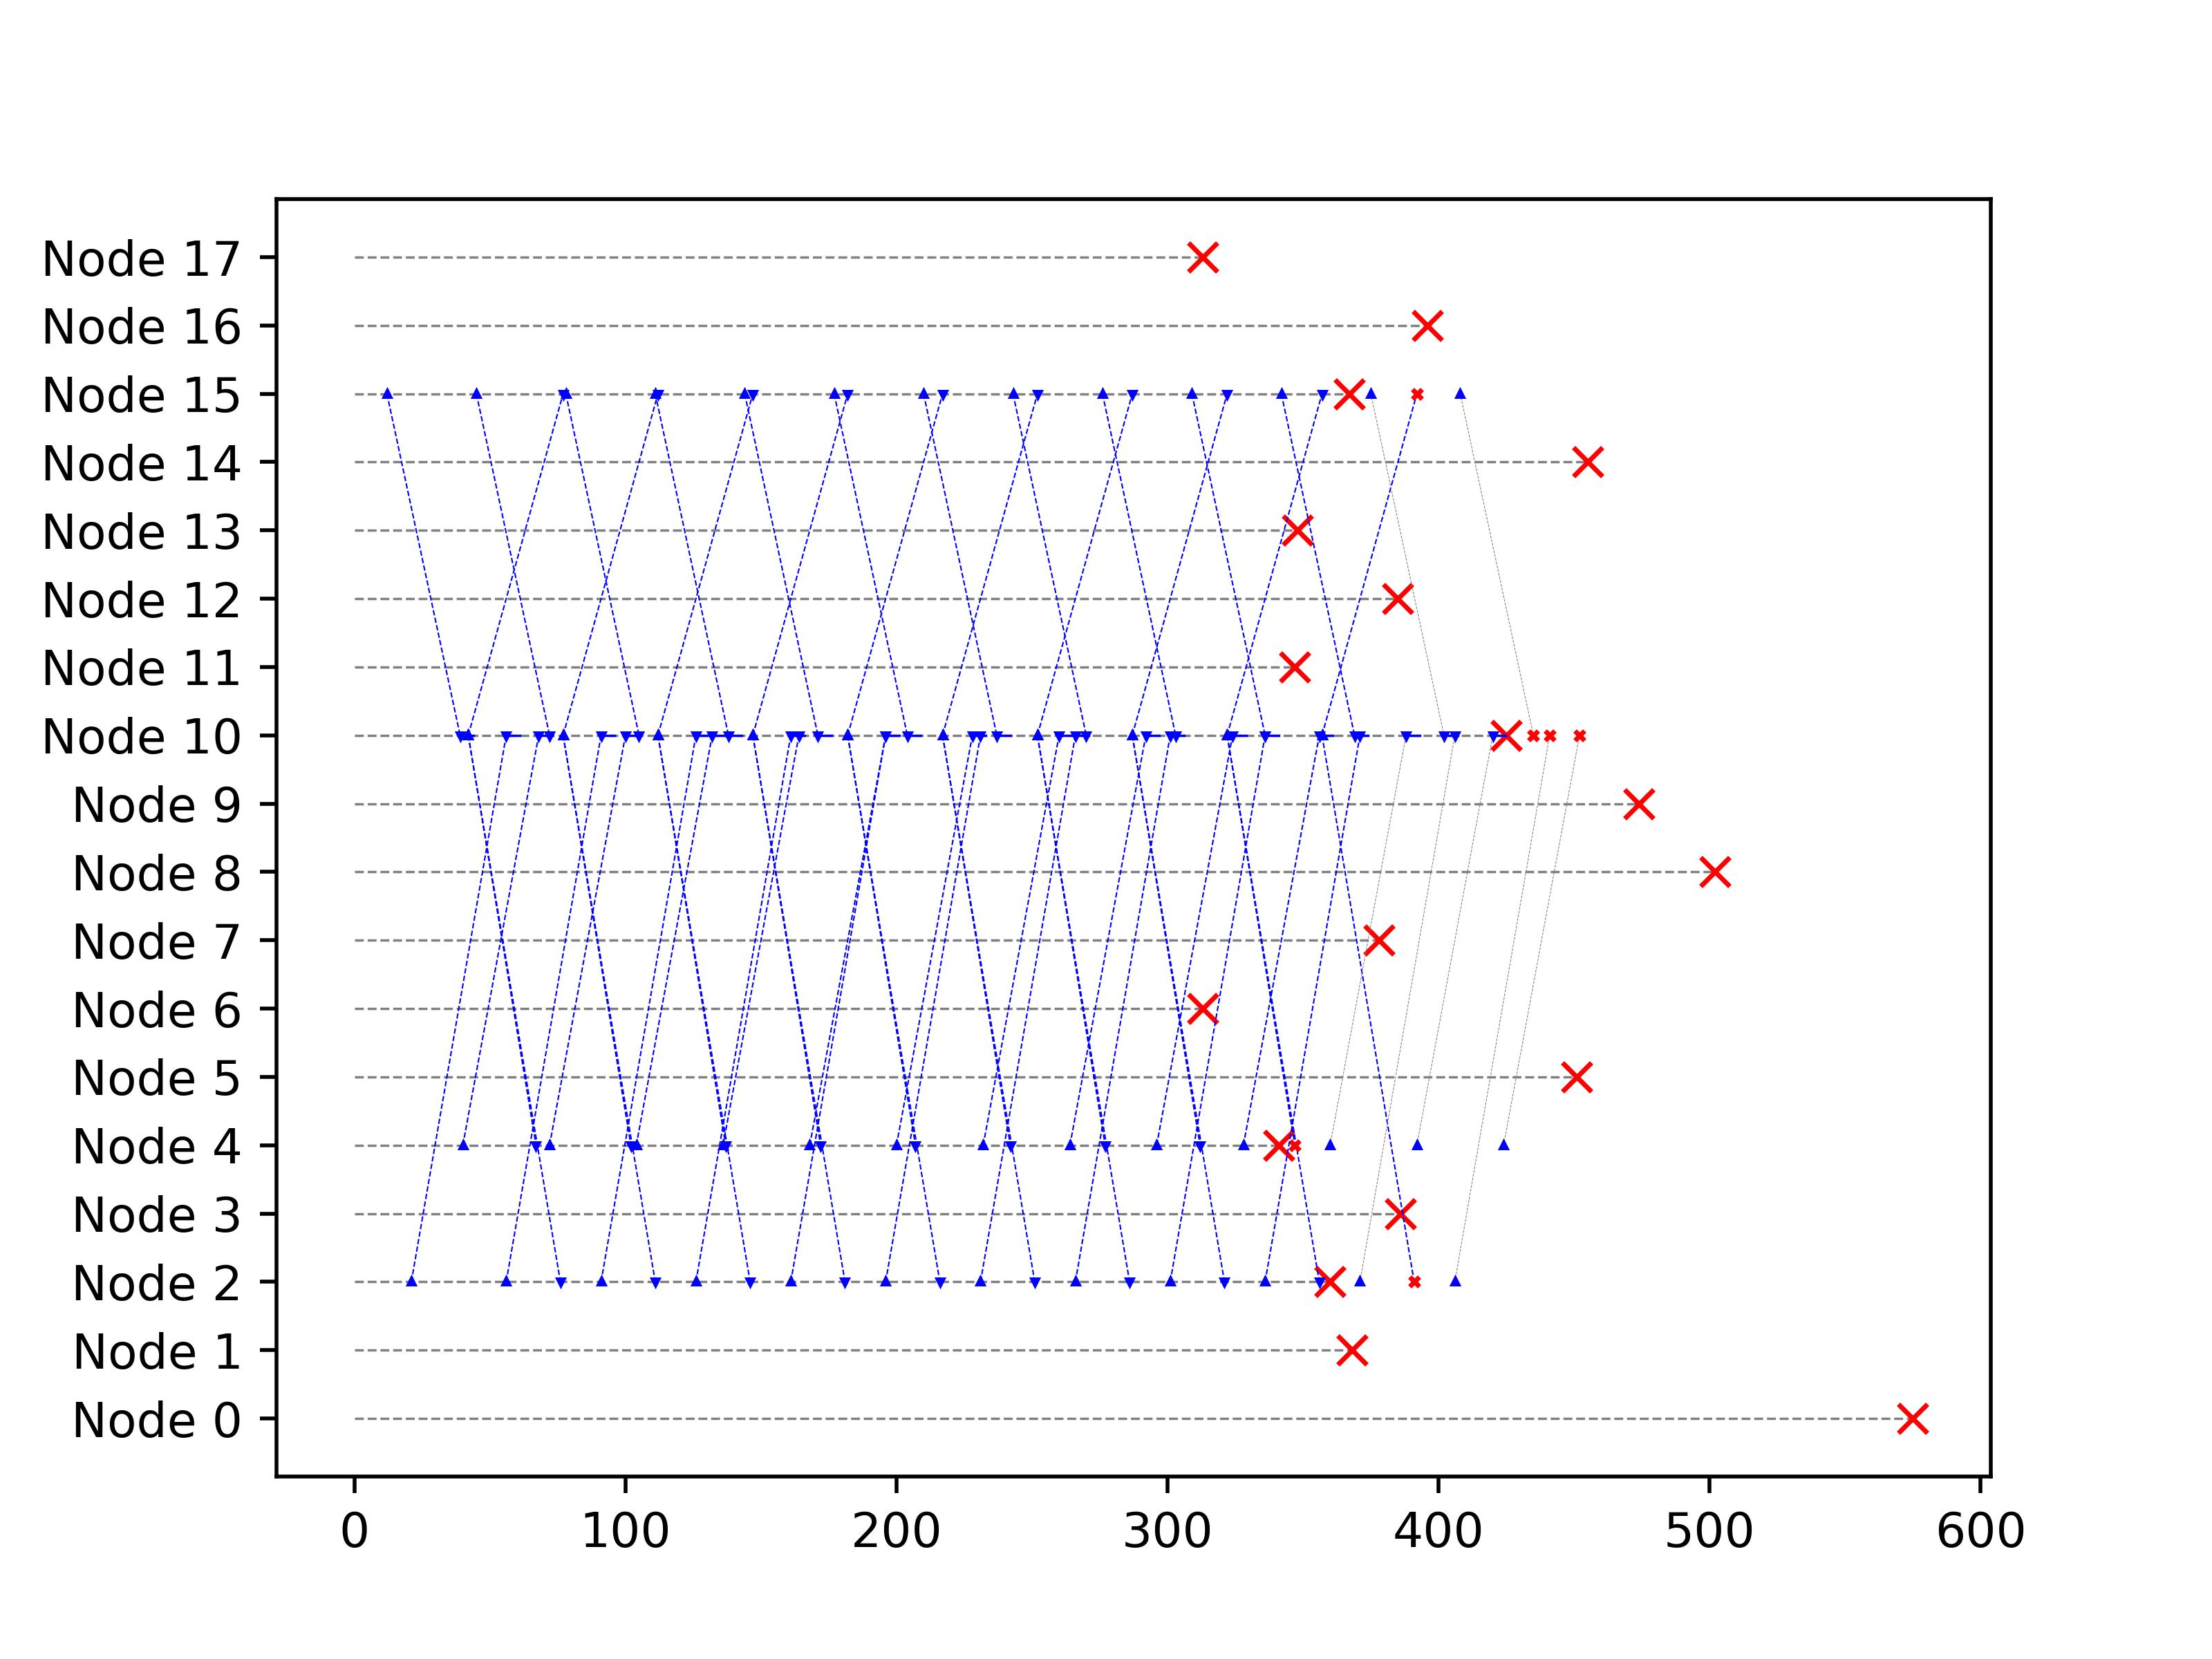 Node 17
Node 16
Node 15
Node 14
Node 13
Node 12
Node 11
Node 10
Node 9
Node 8
Node 7
Node 6
Node 5
Node 4
Node 3
Node 2
Node 1
Node 0
0 100 200 300 400 500 600